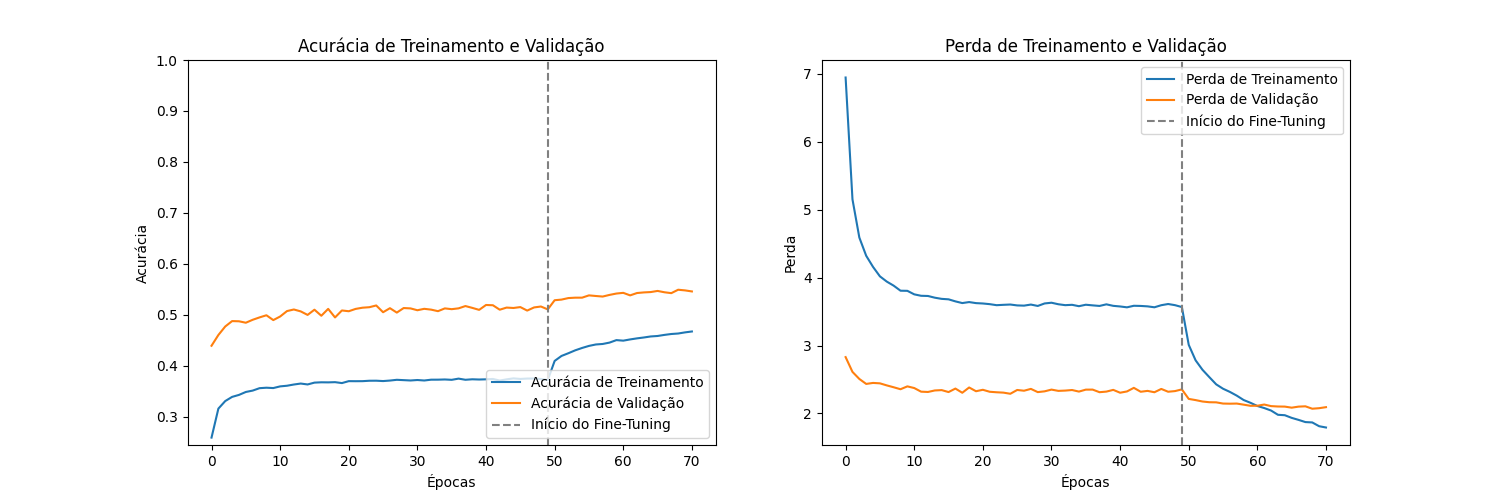 Acurácia de Treinamento e Validação
1.0
0.9
0.8
0.7
0.6
0.5
0.4
0.3
Acurácia
0 10 20 30 40 50 60 70
Épocas
Acurácia de Treinamento
Acurácia de Validação
Início do Fine-Tuning
Perda de Treinamento e Validação
7
6
5
4
3
2
Perda
0 10 20 30 40 50 60 70
Épocas
Perda de Treinamento
Perda de Validação
Início do Fine-Tuning